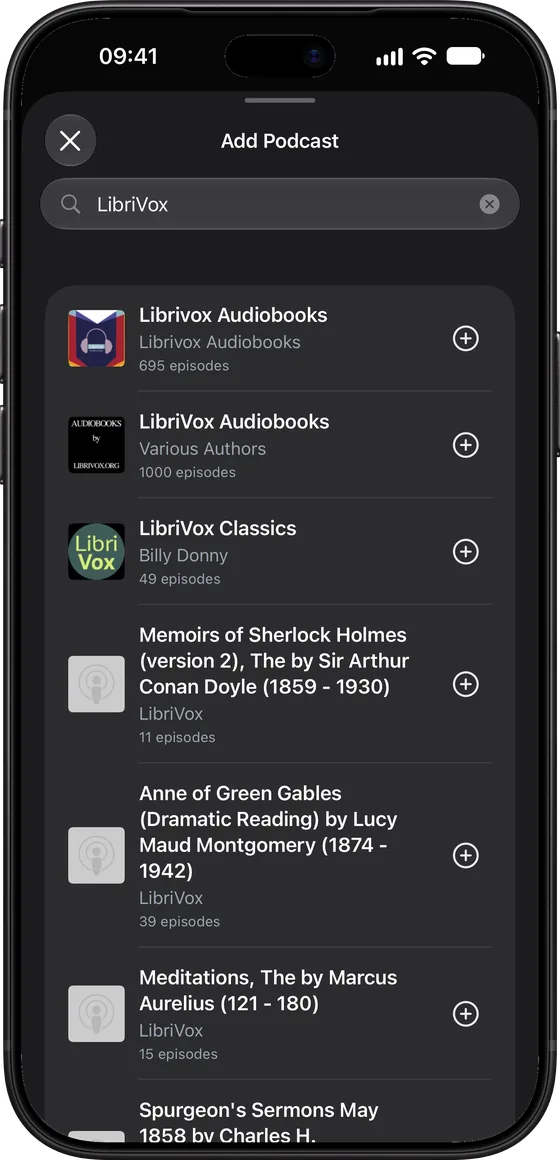 09:41
Add Podcast
LibriVox
Librivox Audiobooks
Librivox Audiobooks
695 episodes
AUDIOBOOKS
by
LIBRIVOX.ORG
LibriVox Audiobooks
Various Authors
1000 episodes
Libri
Vox
LibriVox Classics
Billy Donny
49 episodes
Memoirs of Sherlock Holmes
(version 2), The by Sir Arthur
Conan Doyle (1859 - 1930)
LibriVox
11 episodes
Anne of Green Gables
(Dramatic Reading) by Lucy
Maud Montgomery (1874 -
1942)
LibriVox
39 episodes
Meditations, The by Marcus
Aurelius (121 - 180)
LibriVox
15 episodes
Spurgeon's Sermons May
1858 by Charles H.